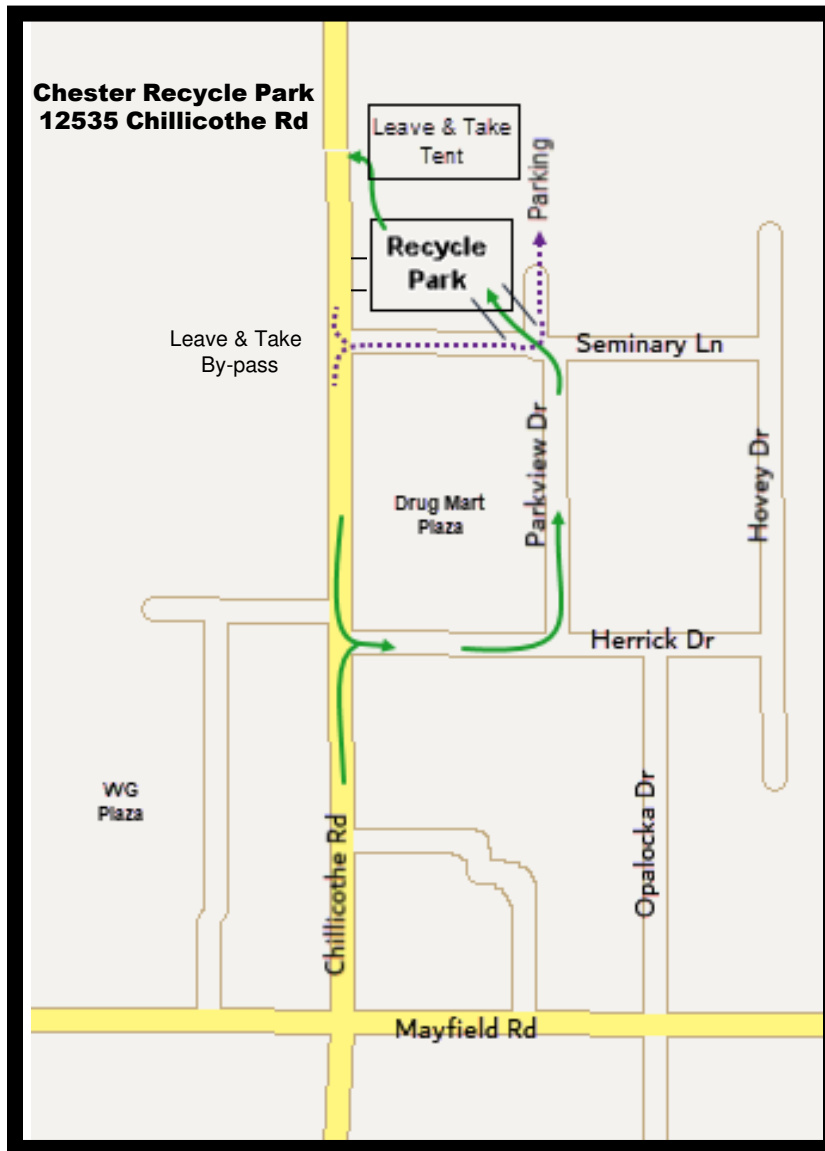 Chester Recycle Park
12535 Chillicothe Rd
Leave & Take
Tent
Parking
Recycle
Park
Leave & Take
By-pass
Seminary Ln
Parkview Dr
Hovey Dr
Drug Mart
Plaza
Herrick Dr
WG
Plaza
Chillicothe Rd
Opalocka Dr
Mayfield Rd